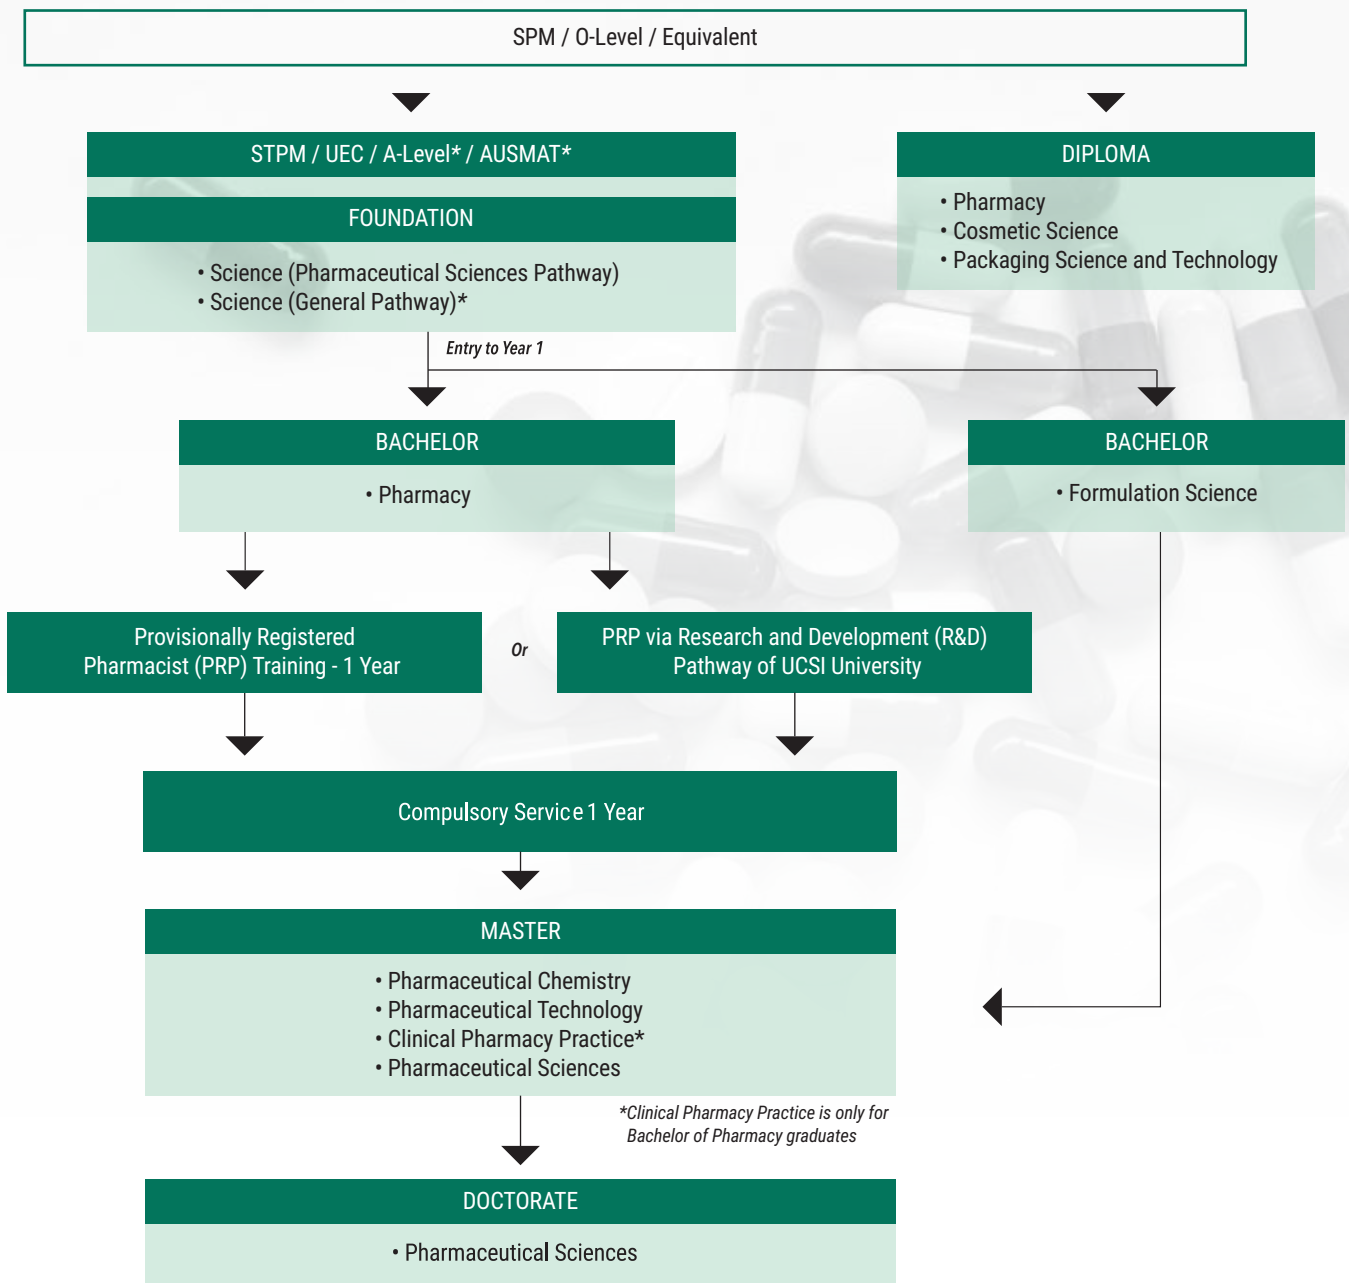 SPM / O-Level / Equivalent
STPM / UEC / A-Level* / AUSMAT*
FOUNDATION
• Science (Pharmaceutical Sciences Pathway)
• Science (General Pathway)*
DIPLOMA
• Pharmacy
• Cosmetic Science
• Packaging Science and Technology
Entry to Year 1
BACHELOR
• Pharmacy
BACHELOR
• Formulation Science
Provisionally Registered
Pharmacist (PRP) Training - 1 Year
Or
PRP via Research and Development (R&D)
Pathway of UCSI University
Compulsory Service 1 Year
MASTER
• Pharmaceutical Chemistry
• Pharmaceutical Technology
• Clinical Pharmacy Practice*
• Pharmaceutical Sciences
*Clinical Pharmacy Practice is only for
Bachelor of Pharmacy graduates
DOCTORATE
• Pharmaceutical Sciences